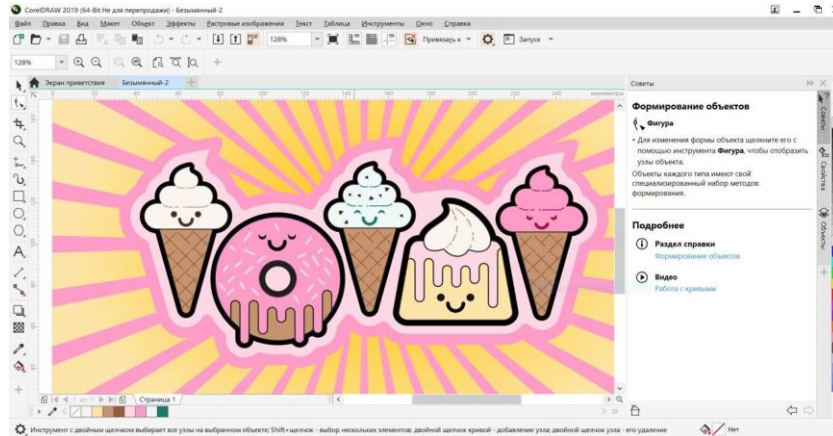 CorelDRAW 2019 (64-Bit Не для перепродажи) - Безымянный-2
Файл Правка Вид Макет Объект Эффекты Растровые изображения Текст Таблица Инструменты Окно Справка
PDF 128% Привязать к Запуск
128%
Экран приветствия Безымянный-2
Советы
Формирование объектов
Фигура
• Для изменения формы объекта щелкните его с
помощью инструмента Фигура, чтобы отобразить
узлы объекта.
Объекты каждого типа имеют свой
специализированный набор методов
формирования.
Подробнее
Раздел справки
Формирование объектов
Видео
Работа с кривыми
Советы
Свойства
Объекты
Страница 1
Инструмент с двойным щелчком выбирает все узлы на выбранном объекте; Shift+щелчок - выбор нескольких элементов; двойной щелчок кривой - добавление узла; двойной щелчок узла - его удаление
Нет